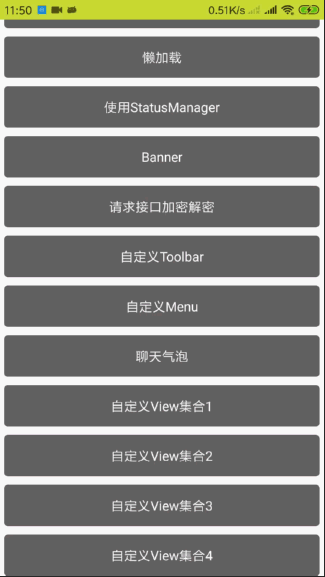 11:50 0.51K/s
懒加载
使用StatusManager
Banner
请求接口加密解密
自定义Toolbar
自定义Menu
聊天气泡
自定义View集合1
自定义View集合2
自定义View集合3
自定义View集合4